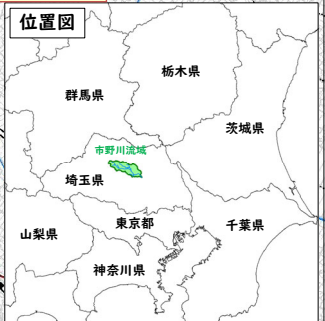 位置図
栃木県
群馬県
茨城県
市野川流域
埼玉県
東京都
千葉県
山梨県
神奈川県